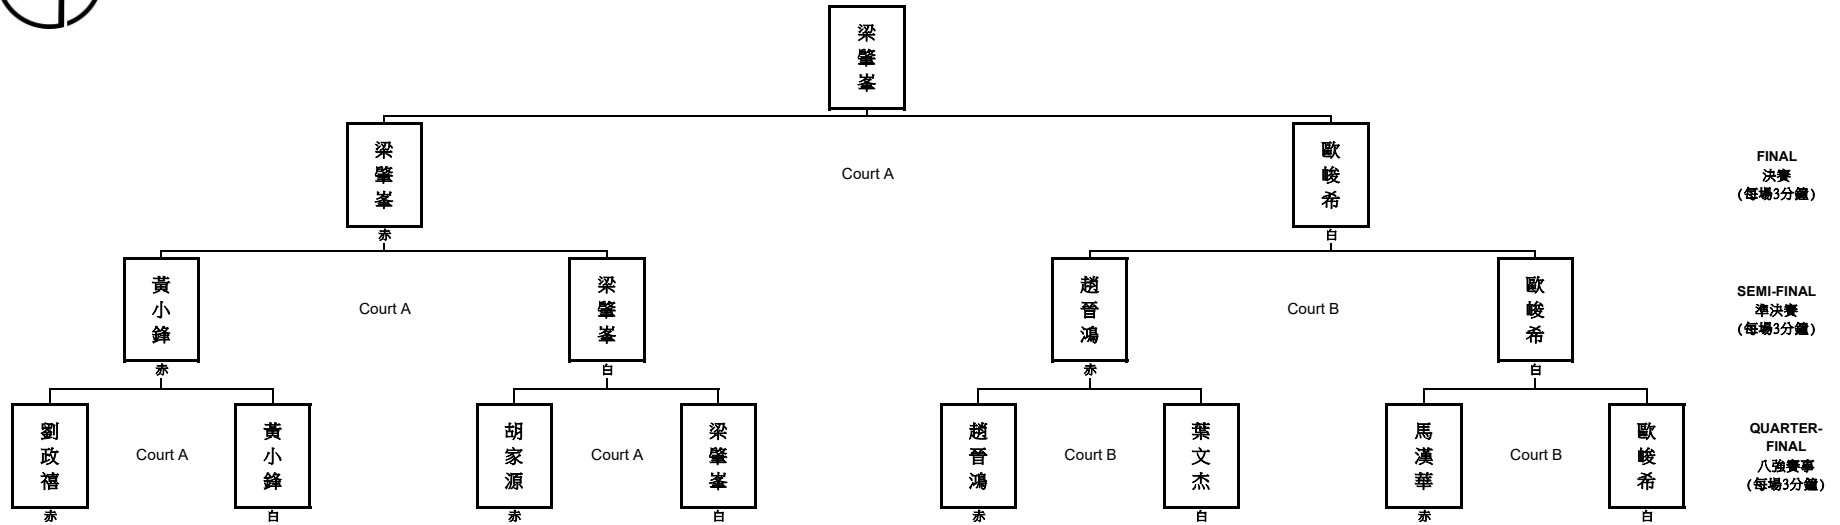 梁肇峯
梁肇峯
Court A
歐峻希
FINAL
決賽
(每場3分鐘)
赤
白
黃小鋒
Court A
梁肇峯
趙晉鴻
Court B
歐峻希
SEMI-FINAL
準決賽
(每場3分鐘)
赤
白
赤
白
劉政禧
Court A
黃小鋒
胡家源
Court A
梁肇峯
趙晉鴻
Court B
葉文杰
馬漢華
Court B
歐峻希
QUARTER-
FINAL
八強賽事
(每場3分鐘)
赤
白
赤
白
赤
白
赤
白